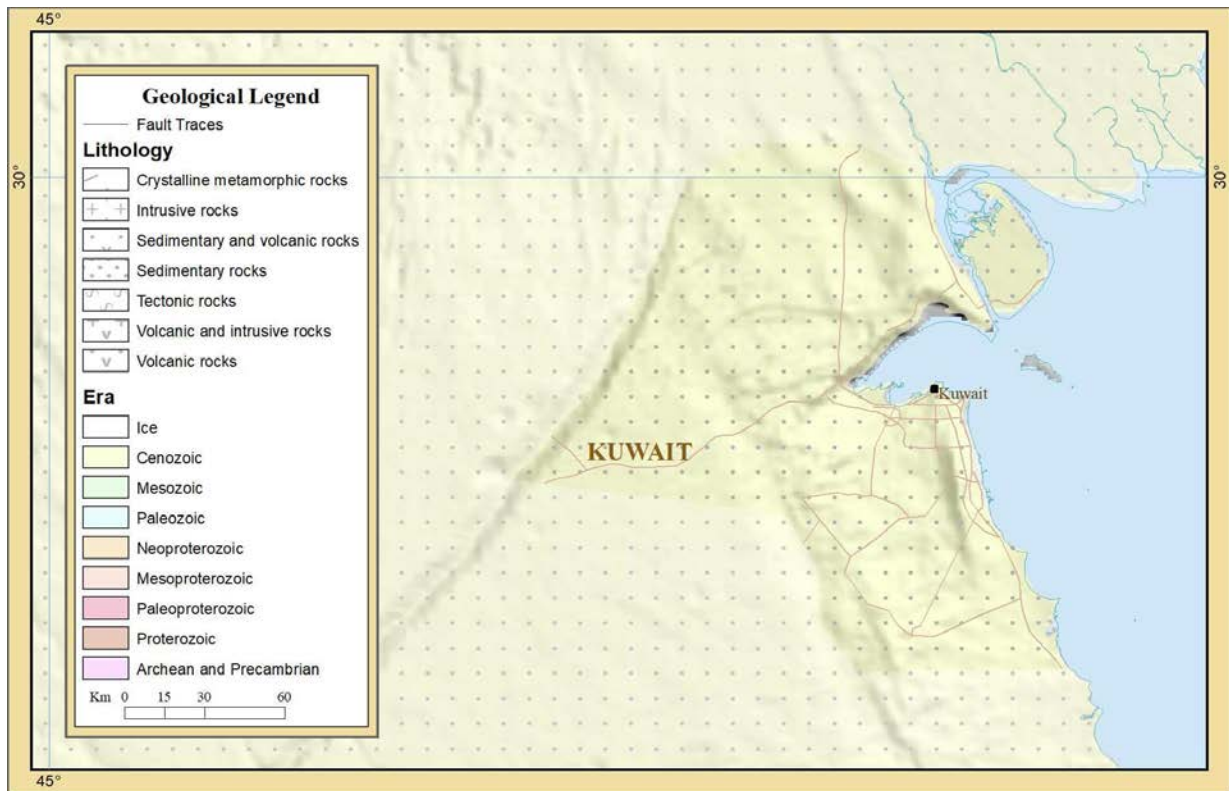 45°
30°
30°
Geological Legend
Fault Traces
Lithology
Crystalline metamorphic rocks
Intrusive rocks
Sedimentary and volcanic rocks
Sedimentary rocks
Tectonic rocks
Volcanic and intrusive rocks
Volcanic rocks
Era
Ice
Cenozoic
Mesozoic
Paleozoic
Neoproterozoic
Mesoproterozoic
Paleoproterozoic
Proterozoic
Archean and Precambrian
Km 0 15 30 60
Kuwait
KUWAIT
45°